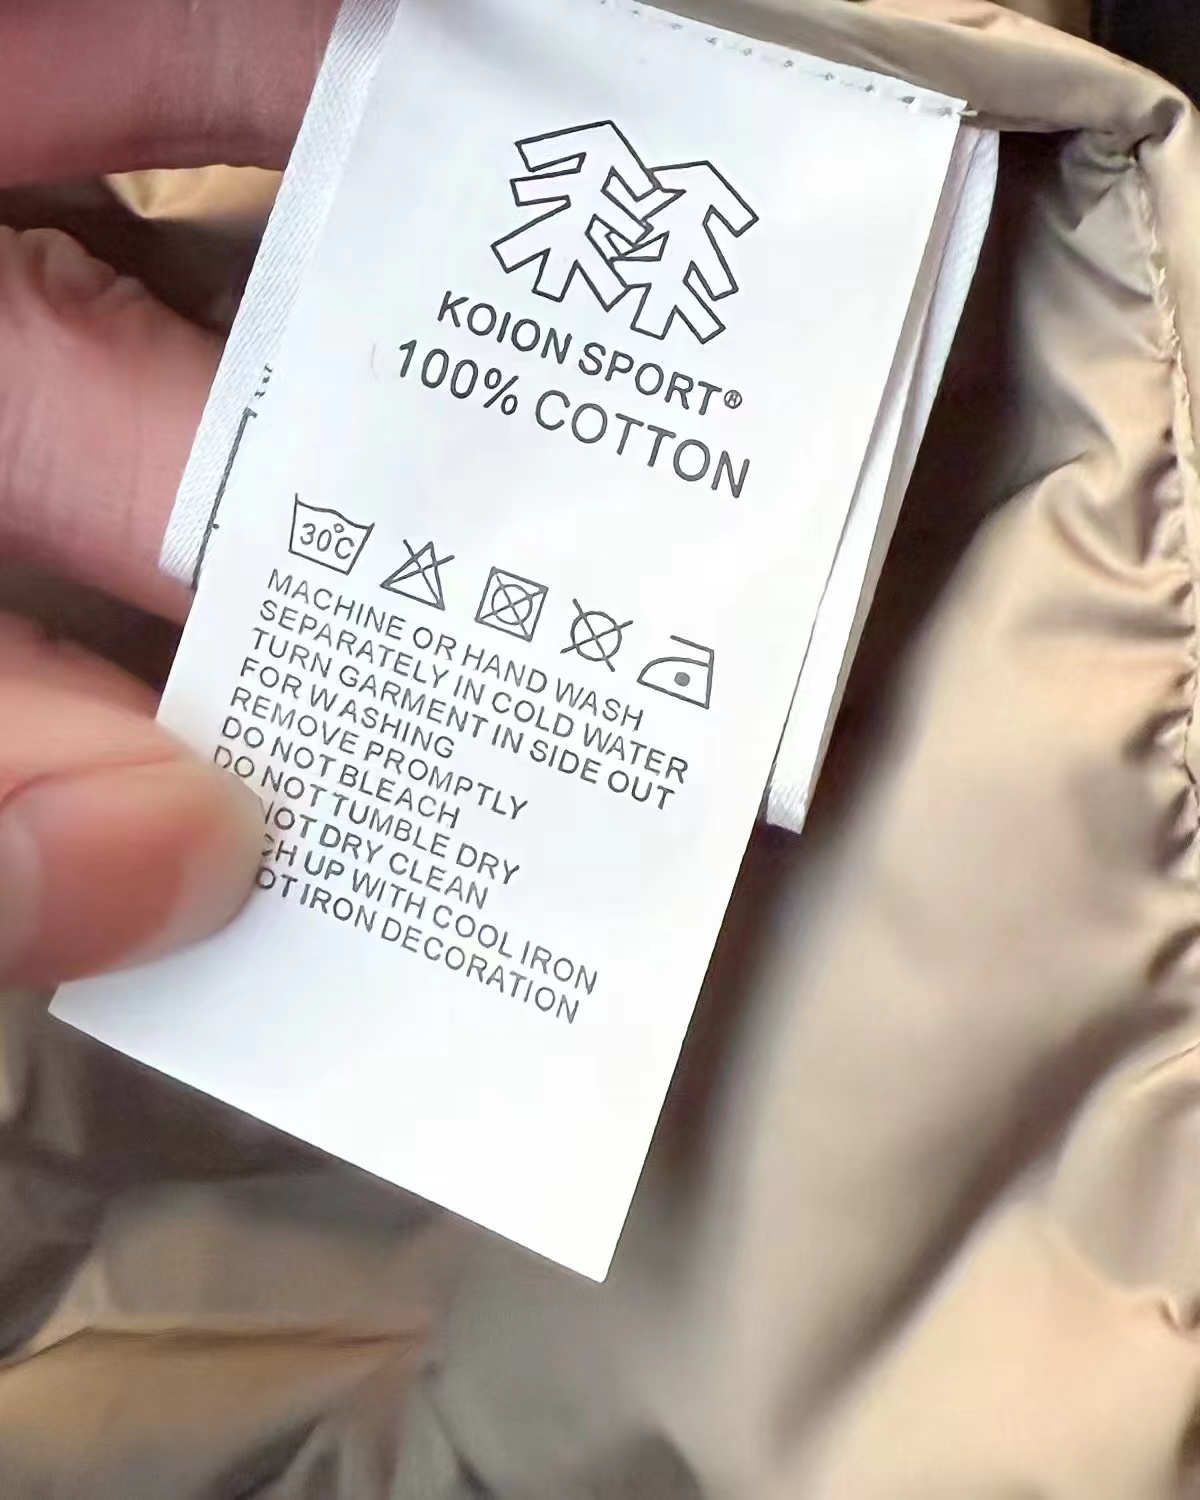 KOION SPORT®
100% COTTON
30°C
MACHINE OR HAND WASH
SEPARATELY IN COLD WATER
TURN GARMENT IN SIDE OUT
FOR WASHING
REMOVE PROMPTLY
DO NOT BLEACH
DO NOT TUMBLE DRY
NOT DRY CLEAN
UP WITH COOL IRON
IRON DECORATION